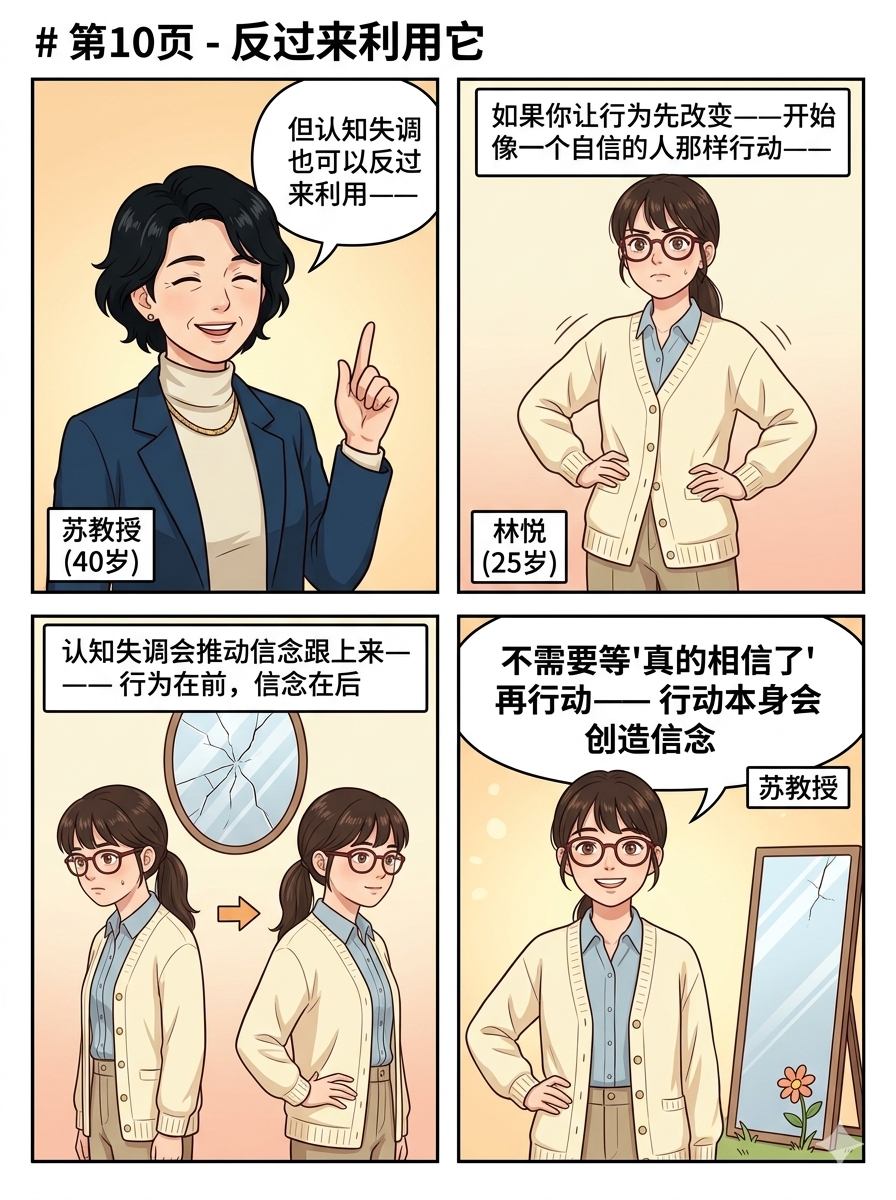 # 第10页 - 反过来利用它
但认知失调
也可以反过
来利用——
苏教授
(40岁)
如果你让行为先改变——开始
像一个自信的人那样行动——
林悦
(25岁)
认知失调会推动信念跟上来—
—— 行为在前，信念在后
不需要等'真的相信了'
再行动—— 行动本身会
创造信念
苏教授